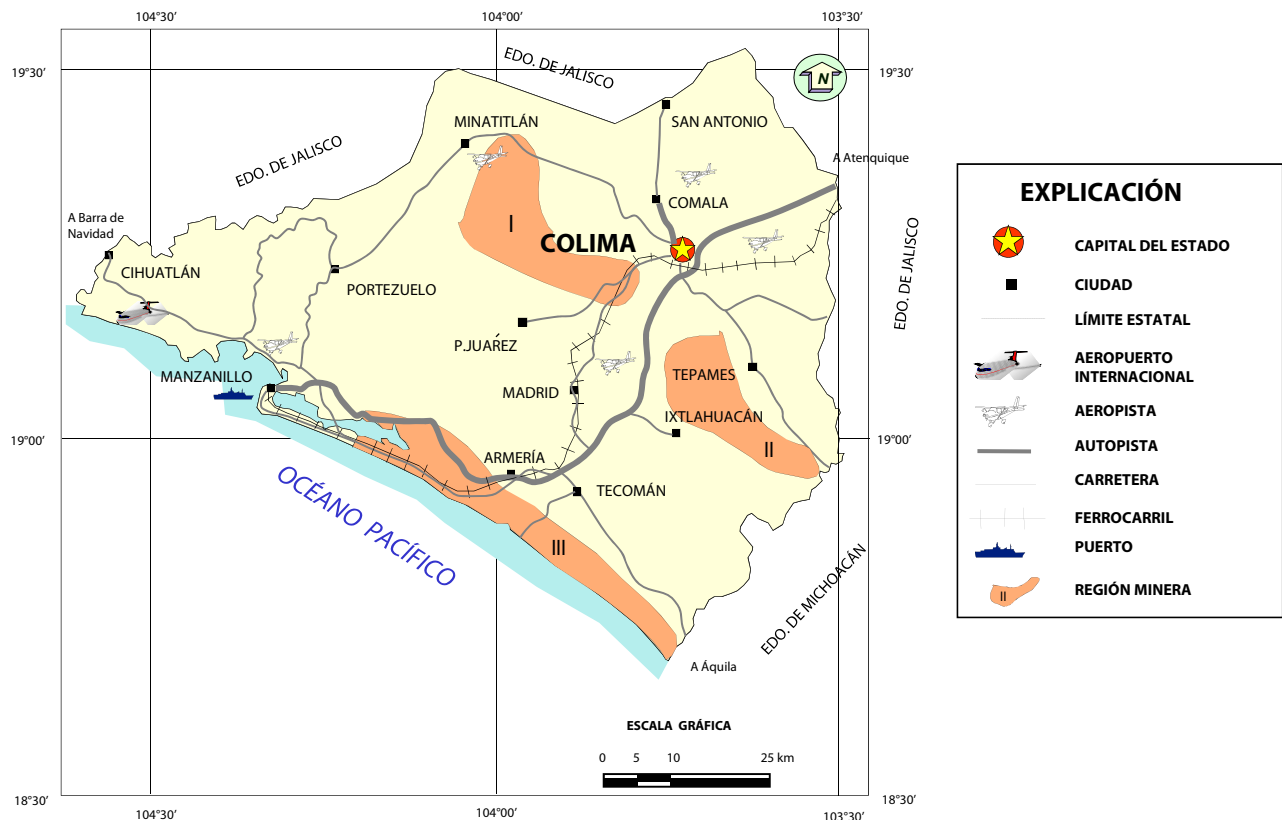 104°30’
104°00’
103°30’
19°30’
19°30’
EDO. DE JALISCO
N
MINATITLÁN
SAN ANTONIO
EDO. DE JALISCO
A Atenquique
COMALA
I
COLIMA
A Barra de
Navidad
CIHUATLÁN
PORTEZUELO
EDO. DE JALISCO
P.JUAŔEZ
MANZANILLO
MADRID
TEPAMES
IXTLAHUACÁN
19°00’
19°00’
II
ARMERÍA
TECOMÁN
OCÉANO PACÍFICO
III
EDO. DE MICHOACÁN
A Áquila
ESCALA GRÁFICA
0 5 10 25 km
18°30’
18°30’
104°30’
104°00’
103°30’
EXPLICACIÓN
CAPITAL DEL ESTADO
CIUDAD
LÍMITE ESTATAL
AEROPUERTO
INTERNACIONAL
AEROPISTA
AUTOPISTA
CARRETERA
FERROCARRIL
PUERTO
II
REGIÓN MINERA